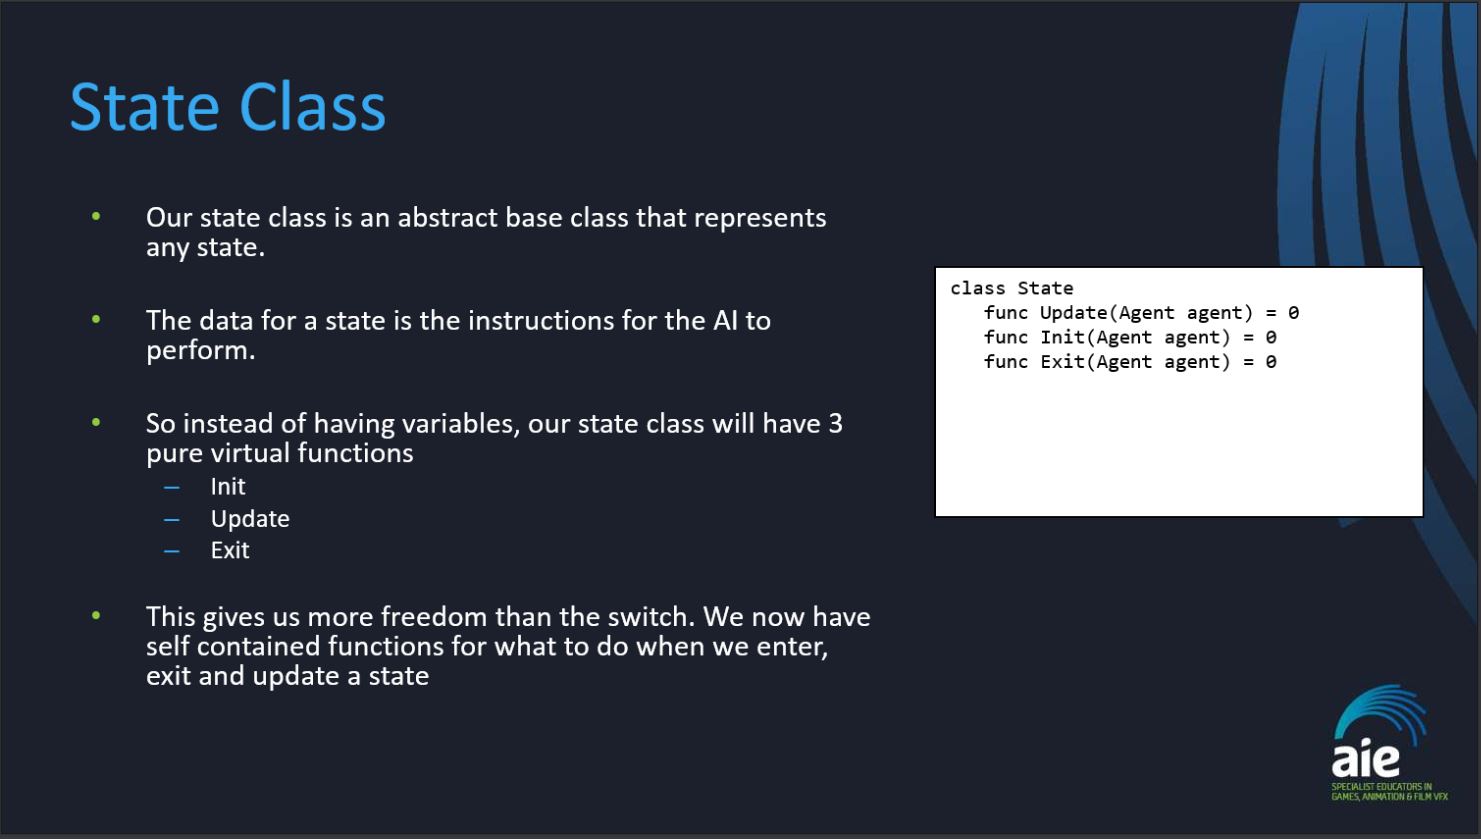 State Class
• Our state class is an abstract base class that represents
any state.
• The data for a state is the instructions for the AI to
perform.
• So instead of having variables, our state class will have 3
pure virtual functions
– Init
– Update
– Exit
• This gives us more freedom than the switch. We now have
self contained functions for what to do when we enter,
exit and update a state
class State
   func Update(Agent agent) = 0
   func Init(Agent agent) = 0
   func Exit(Agent agent) = 0
aie
SPECIALIST EDUCATORS IN
GAMES, ANIMATION & FILM VFX